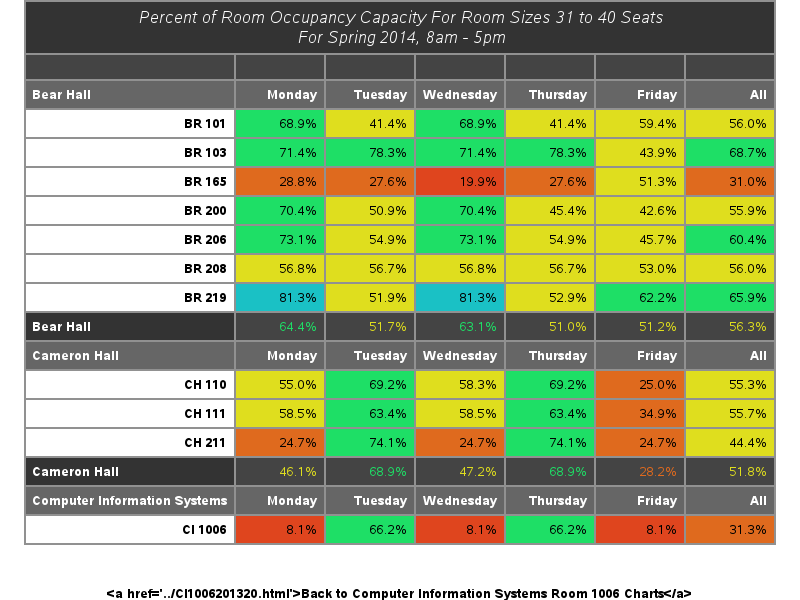 Percent of Room Occupancy Capacity For Room Sizes 31 to 40 Seats
For Spring 2014, 8am - 5pm
Bear Hall Monday Tuesday Wednesday Thursday Friday All
BR 101 68.9% 41.4% 68.9% 41.4% 59.4% 56.0%
BR 103 71.4% 78.3% 71.4% 78.3% 43.9% 68.7%
BR 165 28.8% 27.6% 19.9% 27.6% 51.3% 31.0%
BR 200 70.4% 50.9% 70.4% 45.4% 42.6% 55.9%
BR 206 73.1% 54.9% 73.1% 54.9% 45.7% 60.4%
BR 208 56.8% 56.7% 56.8% 56.7% 53.0% 56.0%
BR 219 81.3% 51.9% 81.3% 52.9% 62.2% 65.9%
Bear Hall 64.4% 51.7% 63.1% 51.0% 51.2% 56.3%
Cameron Hall Monday Tuesday Wednesday Thursday Friday All
CH 110 55.0% 69.2% 58.3% 69.2% 25.0% 55.3%
CH 111 58.5% 63.4% 58.5% 63.4% 34.9% 55.7%
CH 211 24.7% 74.1% 24.7% 74.1% 24.7% 44.4%
Cameron Hall 46.1% 68.9% 47.2% 68.9% 28.2% 51.8%
Computer Information Systems Monday Tuesday Wednesday Thursday Friday All
CI 1006 8.1% 66.2% 8.1% 66.2% 8.1% 31.3%
&lt;a href='../CI1006201320.html'&gt;Back to Computer Information Systems Room 1006 Charts&lt;/a&gt;